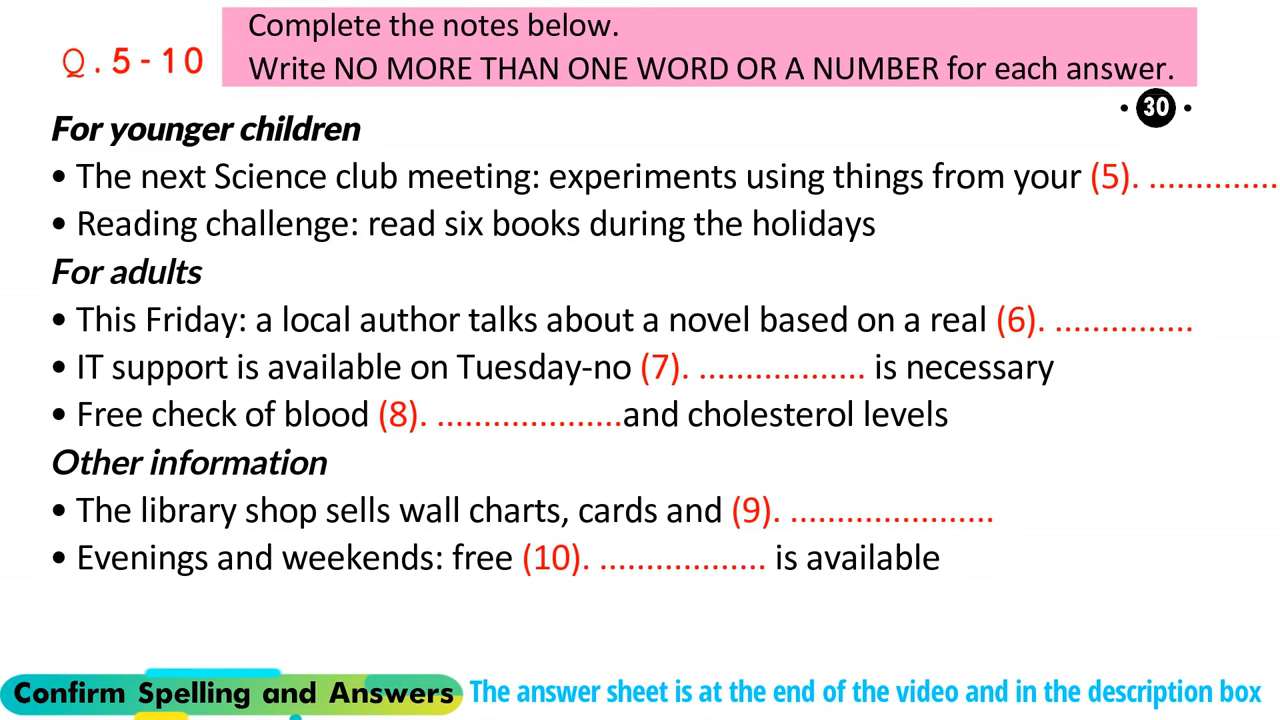 Complete the notes below.
Q.5-10
Write NO MORE THAN ONE WORD OR A NUMBER for each answer.
30
For younger children
• The next Science club meeting: experiments using things from your (5). ..............
• Reading challenge: read six books during the holidays
For adults
• This Friday: a local author talks about a novel based on a real (6). ...............
• IT support is available on Tuesday-no (7). .................. is necessary
• Free check of blood (8). ....................and cholesterol levels
Other information
• The library shop sells wall charts, cards and (9). ......................
• Evenings and weekends: free (10). .................. is available
Confirm Spelling and Answers The answer sheet is at the end of the video and in the description box